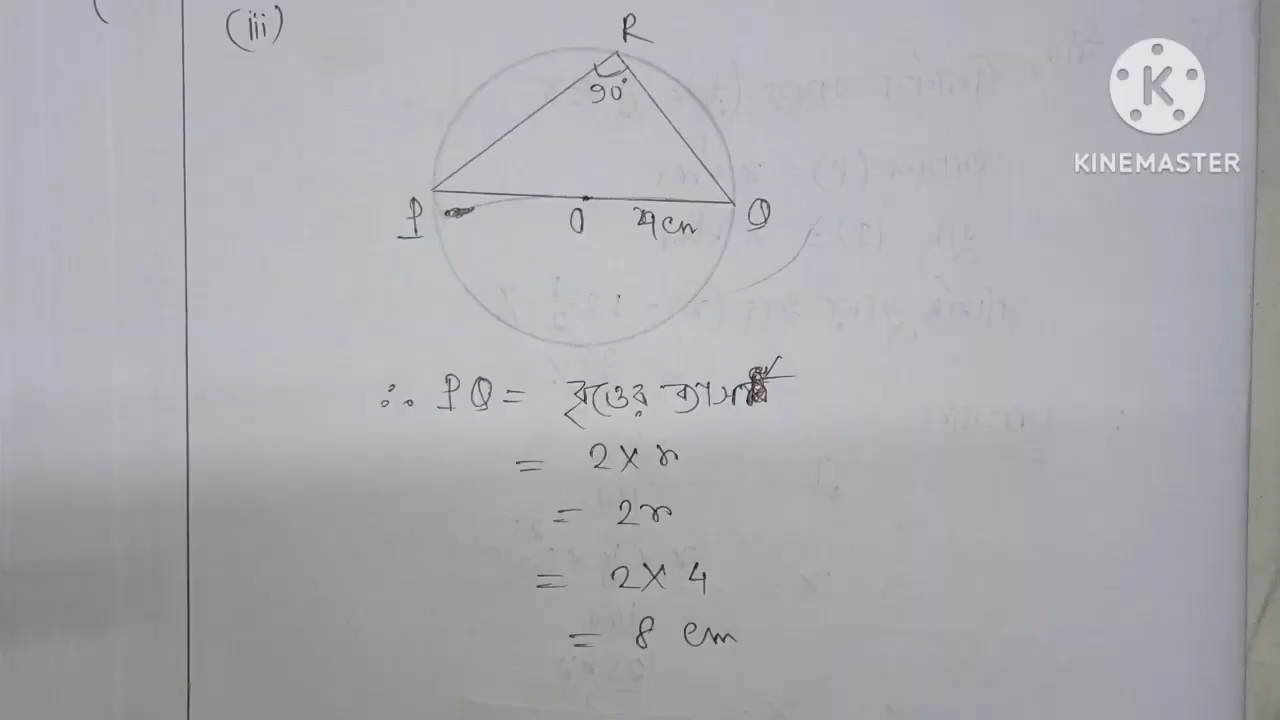 (iii)
R
90°
P
O
4cm
Q
∴ PQ = বৃত্তের ব্যাস
= 2 × r
= 2r
= 2 × 4
= 8 cm
K
KINEMASTER